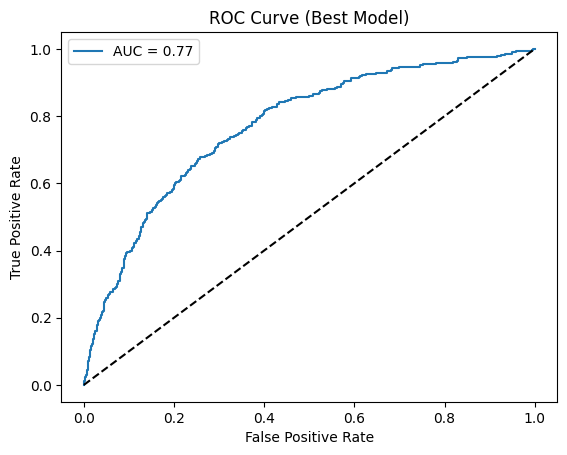 ROC Curve (Best Model)
AUC = 0.77
1.0
0.8
0.6
0.4
0.2
0.0
True Positive Rate
0.0 0.2 0.4 0.6 0.8 1.0
False Positive Rate